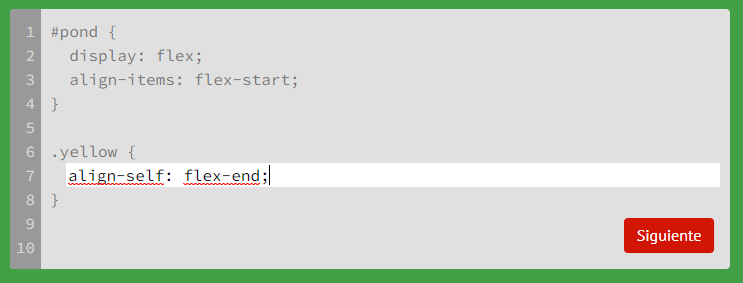 1 #pond {
2 display: flex;
3 align-items: flex-start;
4 }
5
6 .yellow {
7 align-self: flex-end;
8 }
9
10
Siguiente